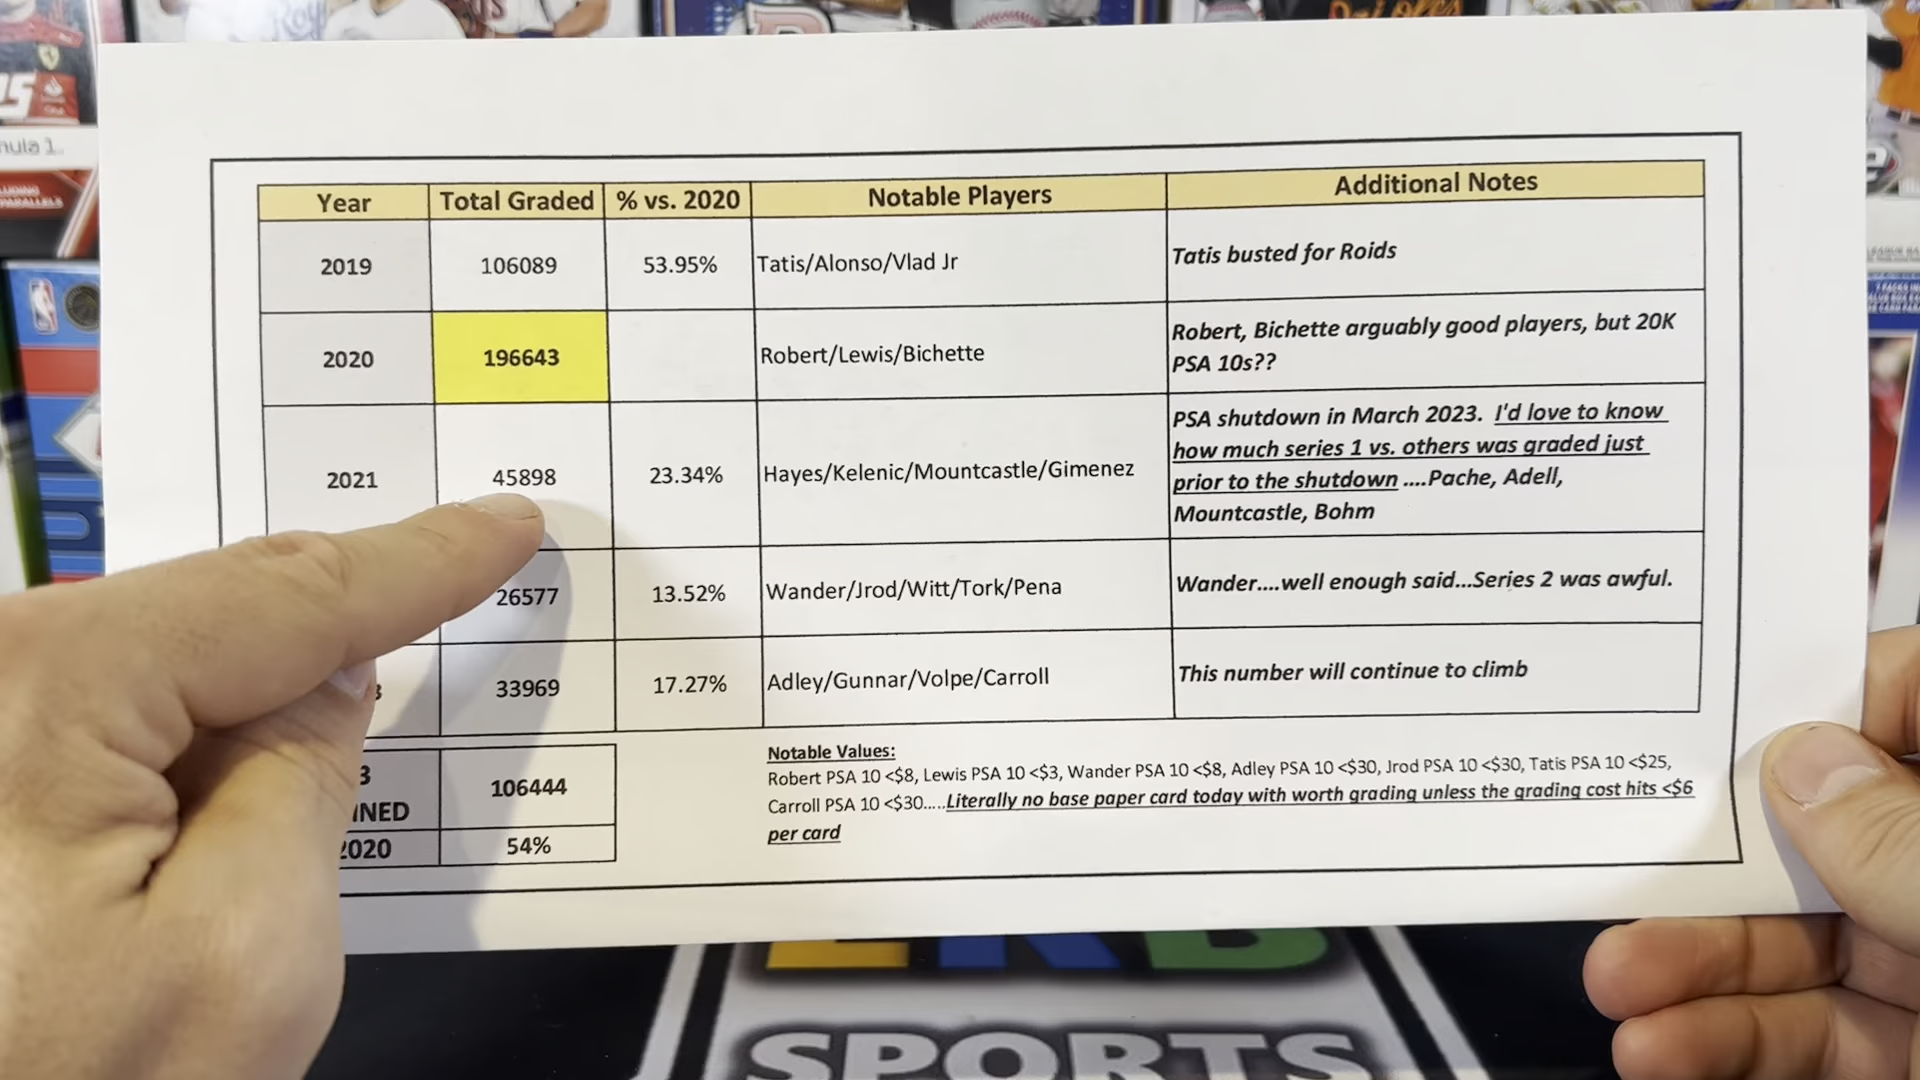 Year Total Graded % vs. 2020 Notable Players Additional Notes
2019 106089 53.95% Tatis/Alonso/Vlad Jr Tatis busted for Roids
2020 196643 Robert/Lewis/Bichette Robert, Bichette arguably good players, but 20K
PSA 10s??
2021 45898 23.34% Hayes/Kelenic/Mountcastle/Gimenez PSA shutdown in March 2023. I'd love to know
how much series 1 vs. others was graded just
prior to the shutdown ....Pache, Adell,
Mountcastle, Bohm
26577 13.52% Wander/Jrod/Witt/Tork/Pena Wander....well enough said...Series 2 was awful.
3 33969 17.27% Adley/Gunnar/Volpe/Carroll This number will continue to climb
3
INED 106444
2020 54%
Notable Values:
Robert PSA 10 <$8, Lewis PSA 10 <$3, Wander PSA 10 <$8, Adley PSA 10 <$30, Jrod PSA 10 <$30, Tatis PSA 10 <$25,
Carroll PSA 10 <$30....Literally no base paper card today with worth grading unless the grading cost hits <$6
per card
SPORTS